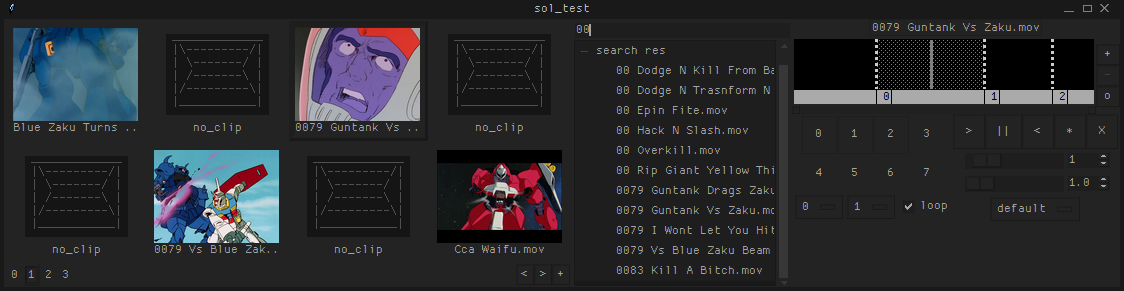 sol_test
Blue Zaku Turns ..
no_clip
0079 Guntank Vs ..
no_clip
no_clip
0079 Vs Blue Zak..
no_clip
Cca Waifu.mov
0 1 2 3
< > +
00
search res
00 Dodge N Kill From Ba
00 Dodge N Trasnform N
00 Epin Fite.mov
00 Hack N Slash.mov
00 Overkill.mov
00 Rip Giant Yellow Thi
0079 Guntank Drags Zaku
0079 Guntank Vs Zaku.mo
0079 I Wont Let You Hit
0079 Vs Blue Zaku Beam
0083 Kill A Bitch.mov
0079 Guntank Vs Zaku.mov
+
-
o
0 1 2
0 1 2 3
4 5 6 7
> || < * X
1
1.0
0 1 loop
default